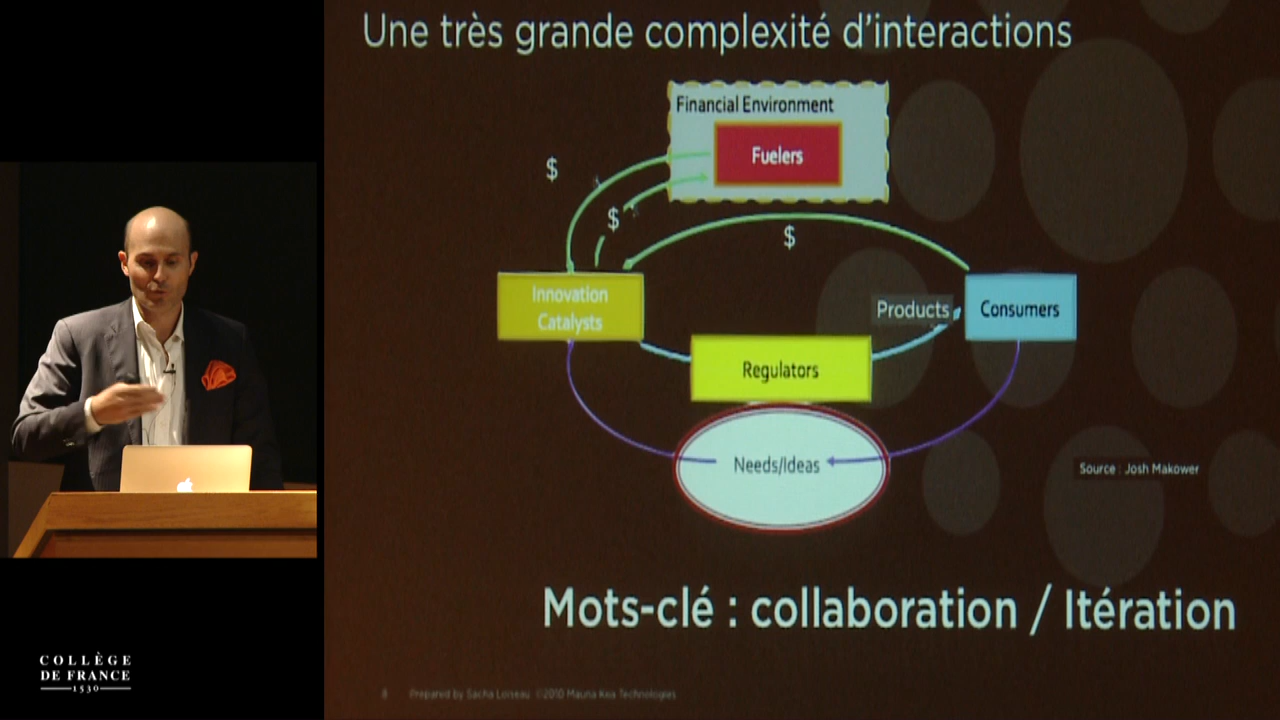 Une très grande complexité d'interactions
Financial Environment
Fuelers
$
$
$
Innovation
Catalysts
Products
Consumers
Regulators
Needs/Ideas
Source : Josh Makower
Mots-clé : collaboration / Itération
8 Prepared by Sacha Loiseau ©2010 Mauna Kea Technologies
COLLÈGE
DE FRANCE
1530